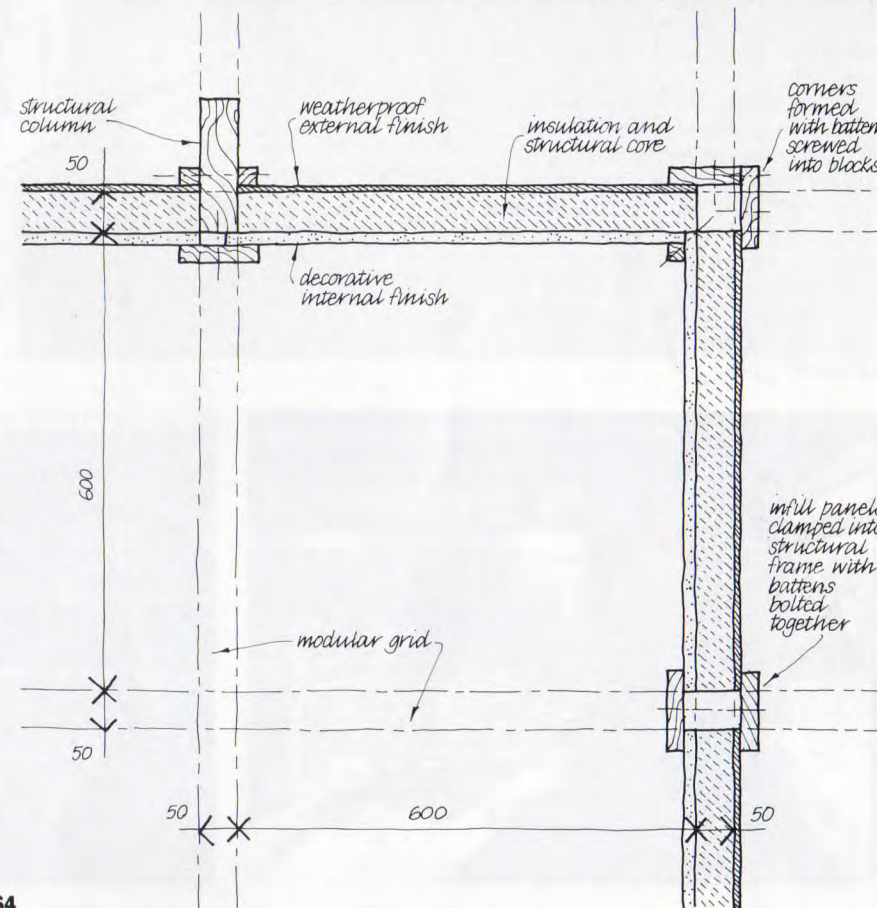 structural
column
weatherproof
external finish
insulation and
structural core
corners
formed
with batten
screwed
into blocks
50
decorative
internal finish
600
infill panel
clamped into
structural
frame with
battens
bolted
together
modular grid
50
50
600
50
64